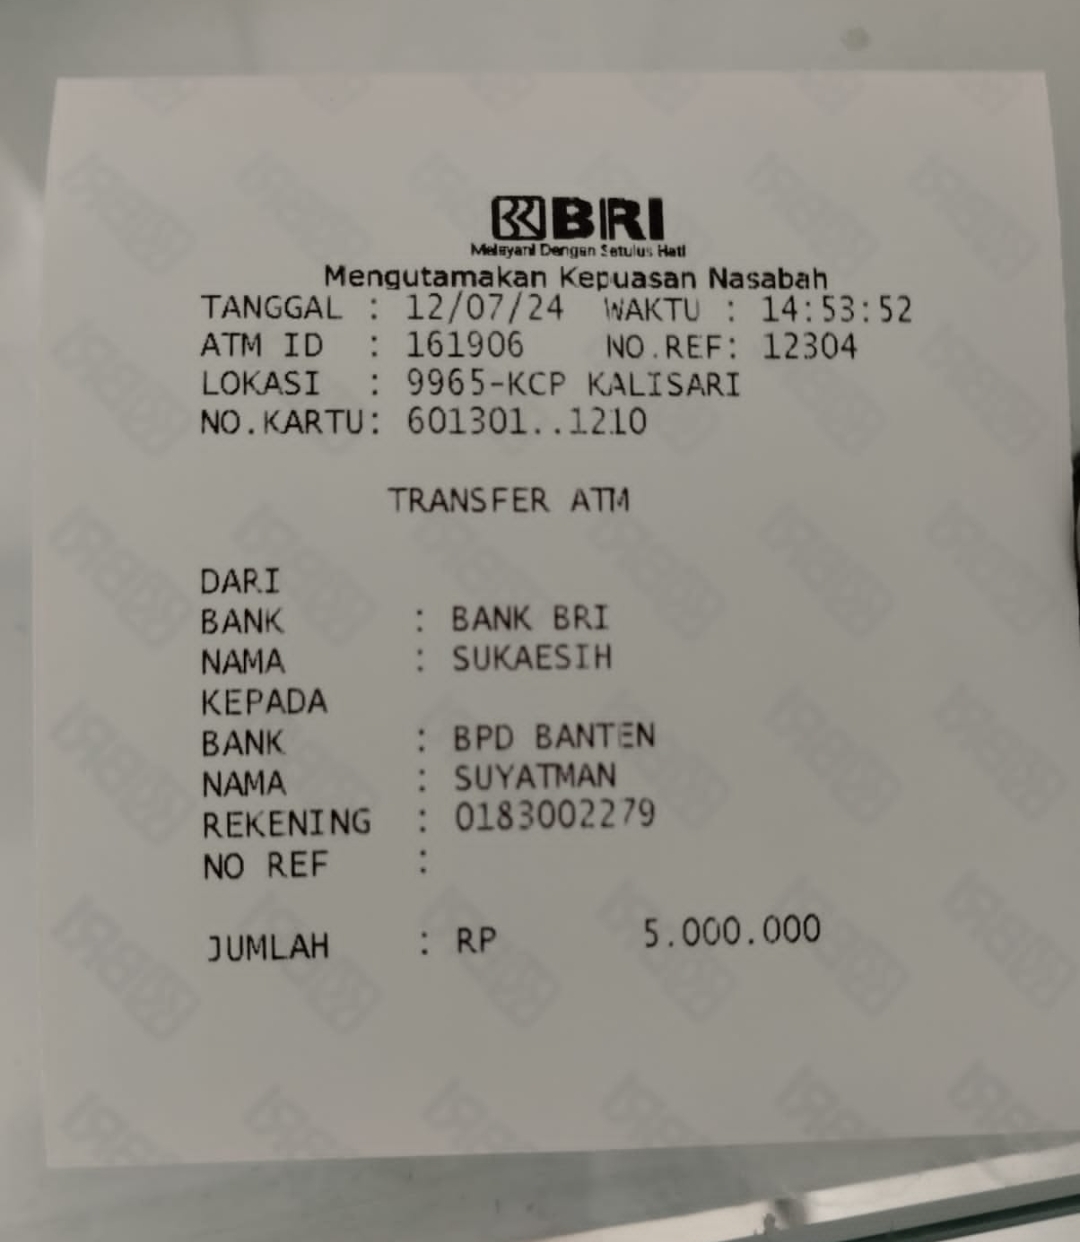 BRI
Melayani Dengan Setulus Hati
Mengutamakan Kepuasan Nasabah
TANGGAL : 12/07/24 WAKTU : 14:53:52
ATM ID : 161906 NO.REF: 12304
LOKASI : 9965-KCP KALISARI
NO.KARTU: 601301..1210
TRANSFER ATM
DARI
BANK : BANK BRI
NAMA : SUKAESIH
KEPADA
BANK : BPD BANTEN
NAMA : SUYATMAN
REKENING : 0183002279
NO REF :
JUMLAH : RP 5.000.000